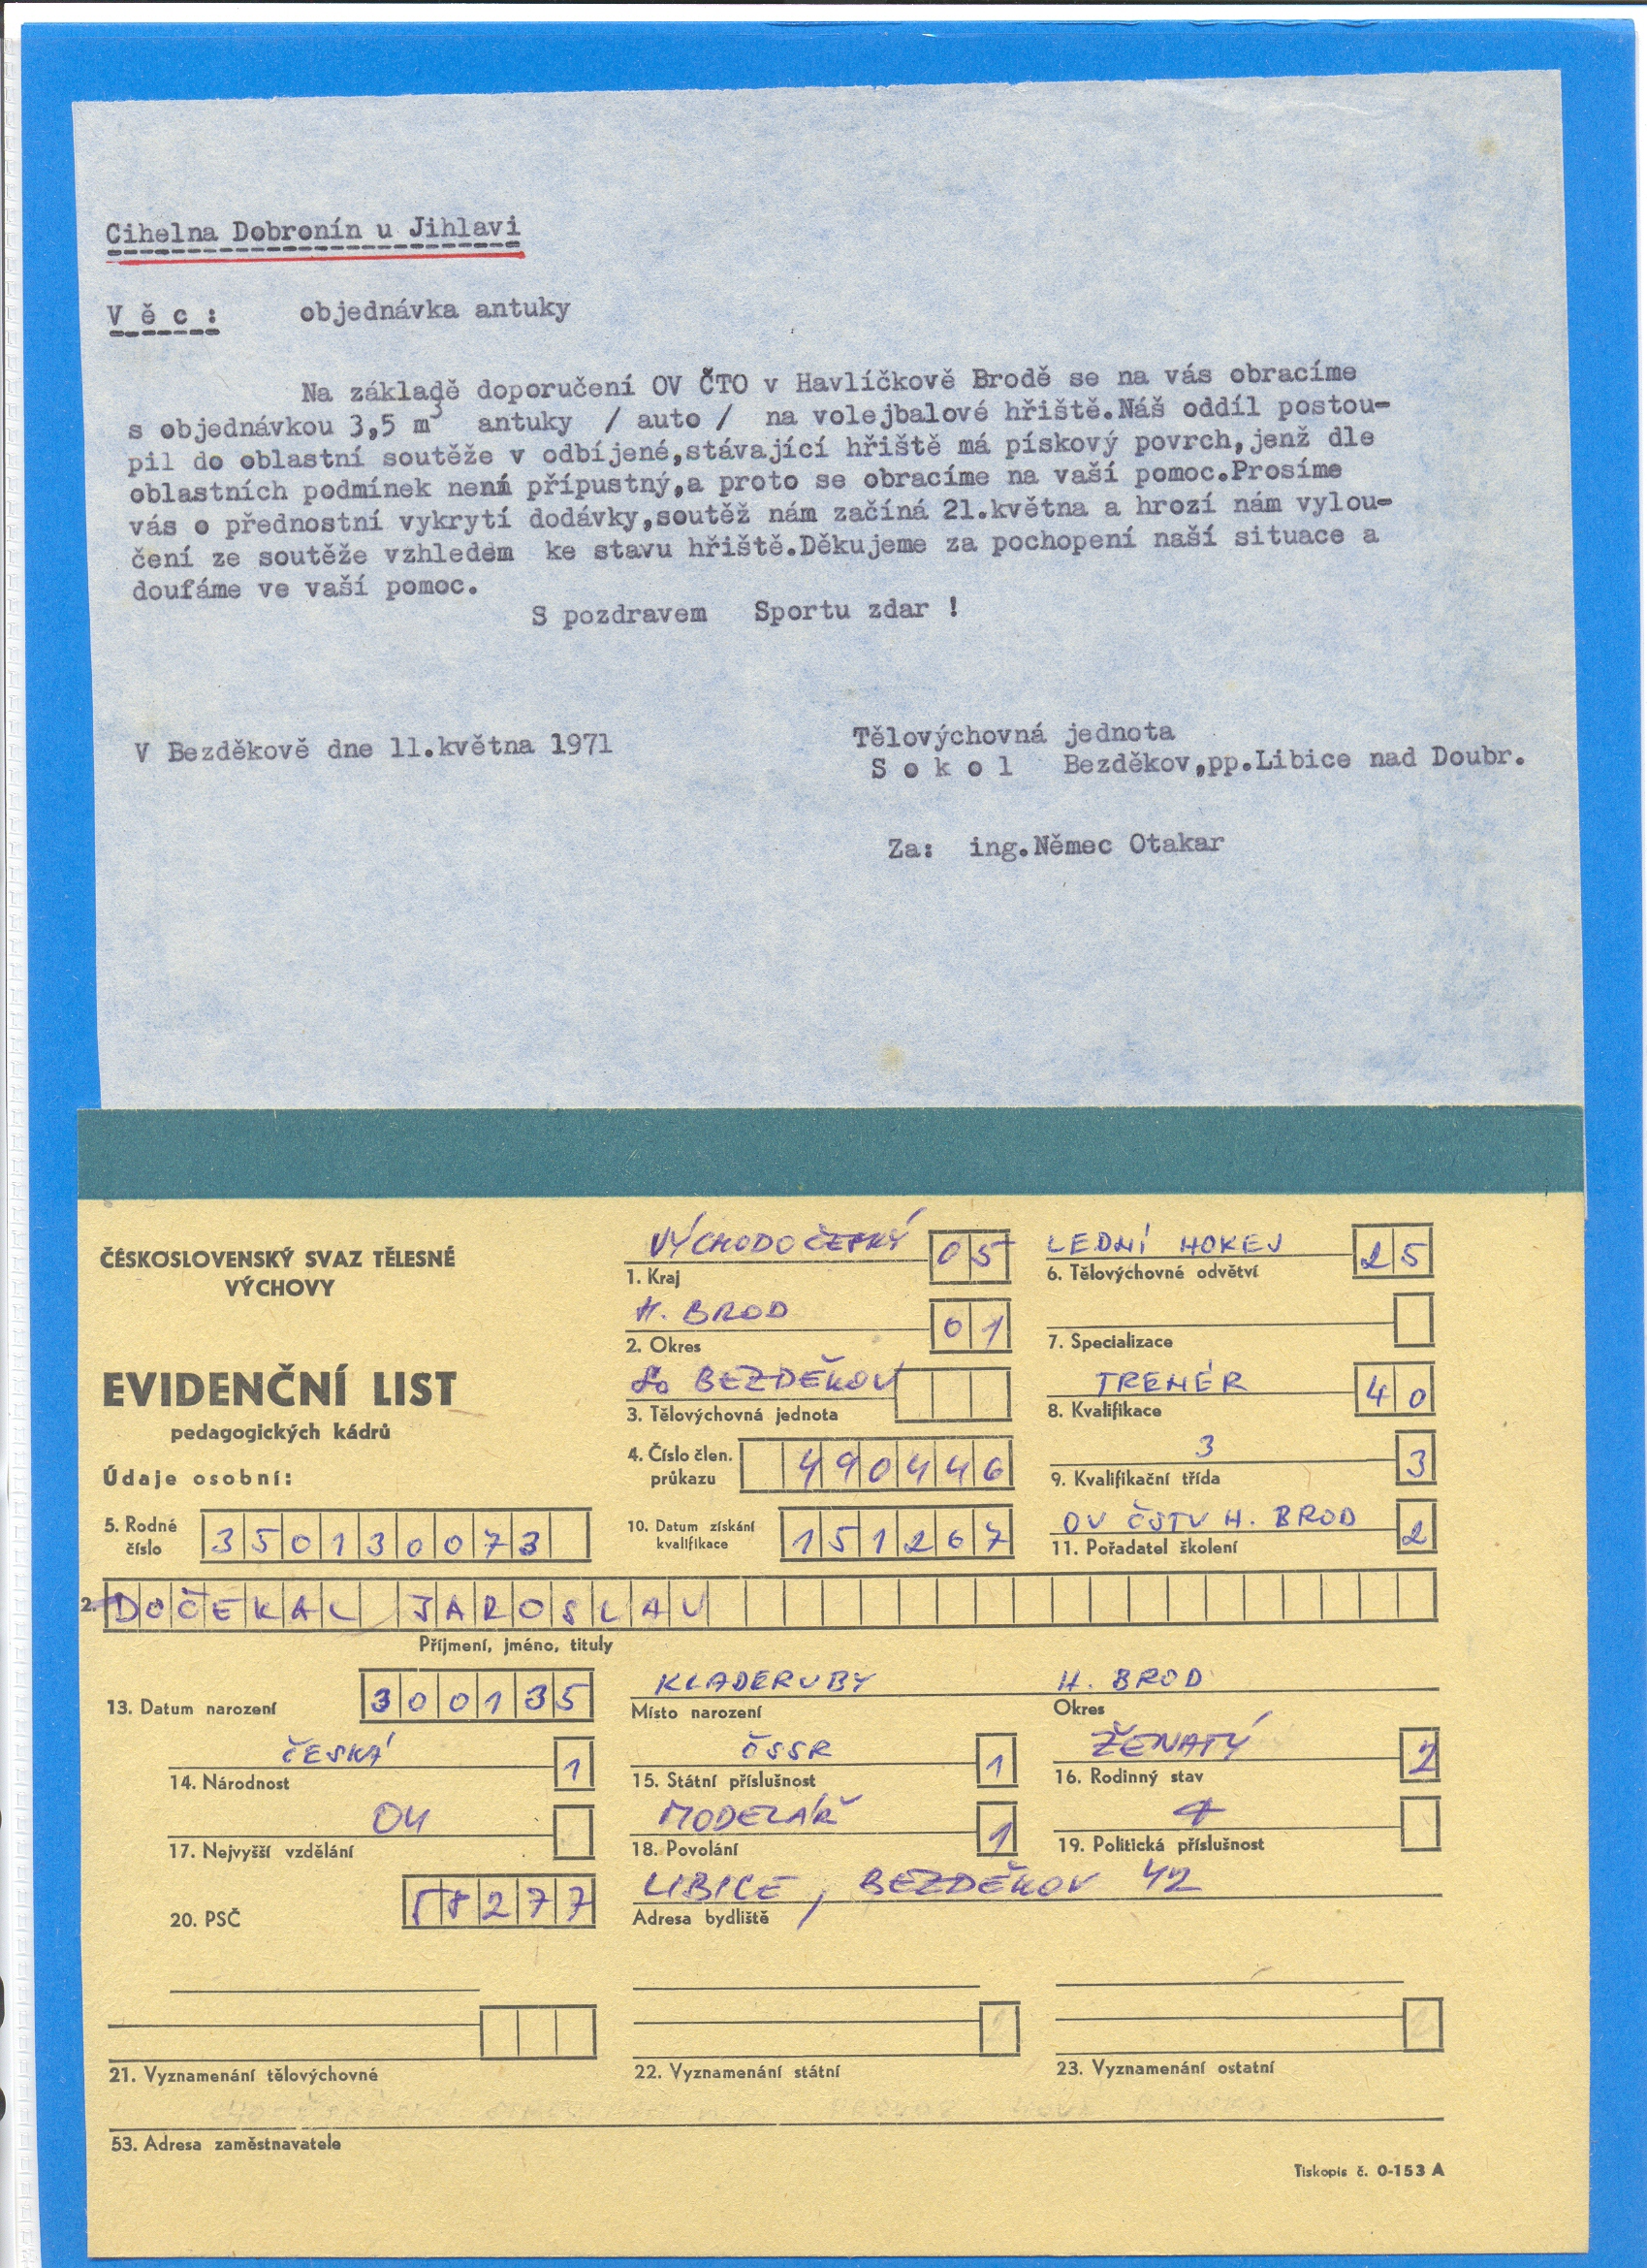 Cihelna Dobronín u Jihlavi
V ě c :   objednávka antuky
Na základě doporučení OV ČTO v Havlíčkově Brodě se na vás obracíme
s objednávkou 3,5 m³ antuky / auto / na volejbalové hřiště.Náš oddíl postou-
pil do oblastní soutěže v odbíjené,stávající hřiště má pískový povrch,jenž dle
oblastních podmínek není přípustný,a proto se obracíme na vaší pomoc.Prosíme
vás o přednostní vykrytí dodávky,soutěž nám začíná 21.května a hrozí nám vylou-
čení ze soutěže vzhledem ke stavu hřiště.Děkujeme za pochopení naší situace a
doufáme ve vaší pomoc.
S pozdravem Sportu zdar !
V Bezděkově dne 11.května 1971
Tělovýchovná jednota
S o k o l Bezděkov,pp.Libice nad Doubr.
Za: ing.Němec Otakar
ČESKOSLOVENSKÝ SVAZ TĚLESNÉ
VÝCHOVY
EVIDENČNÍ LIST
pedagogických kádrů
Údaje osobní:
VÝCHODOČESKÝ 05
1. Kraj
LEDNÍ HOKEJ 25
6. Tělovýchovné odvětví
H. BROD 01
2. Okres
7. Specializace
So BEZDĚKOV
3. Tělovýchovná jednota
TRENÉR 40
8. Kvalifikace
4. Číslo člen. průkazu 490446
3 3
9. Kvalifikační třída
5. Rodné číslo 350130073
10. Datum získání kvalifikace 151267
OV ČSTV H. BROD 2
11. Pořadatel školení
2. DOČEKAL JAROSLAV
Příjmení, jméno, tituly
13. Datum narození 300135
KLADERUBY
Místo narození
H. BROD
Okres
ČESKÁ 1
14. Národnost
ČSSR 1
15. Státní příslušnost
ŽENATÝ 2
16. Rodinný stav
OU
17. Nejvyšší vzdělání
MODELÁŘ 1
18. Povolání
19. Politická příslušnost
20. PSČ 58277
LIBICE, BEZDĚKOV 42
Adresa bydliště
21. Vyznamenání tělovýchovné
22. Vyznamenání státní
23. Vyznamenání ostatní
53. Adresa zaměstnavatele
Tiskopis č. 0-153 A